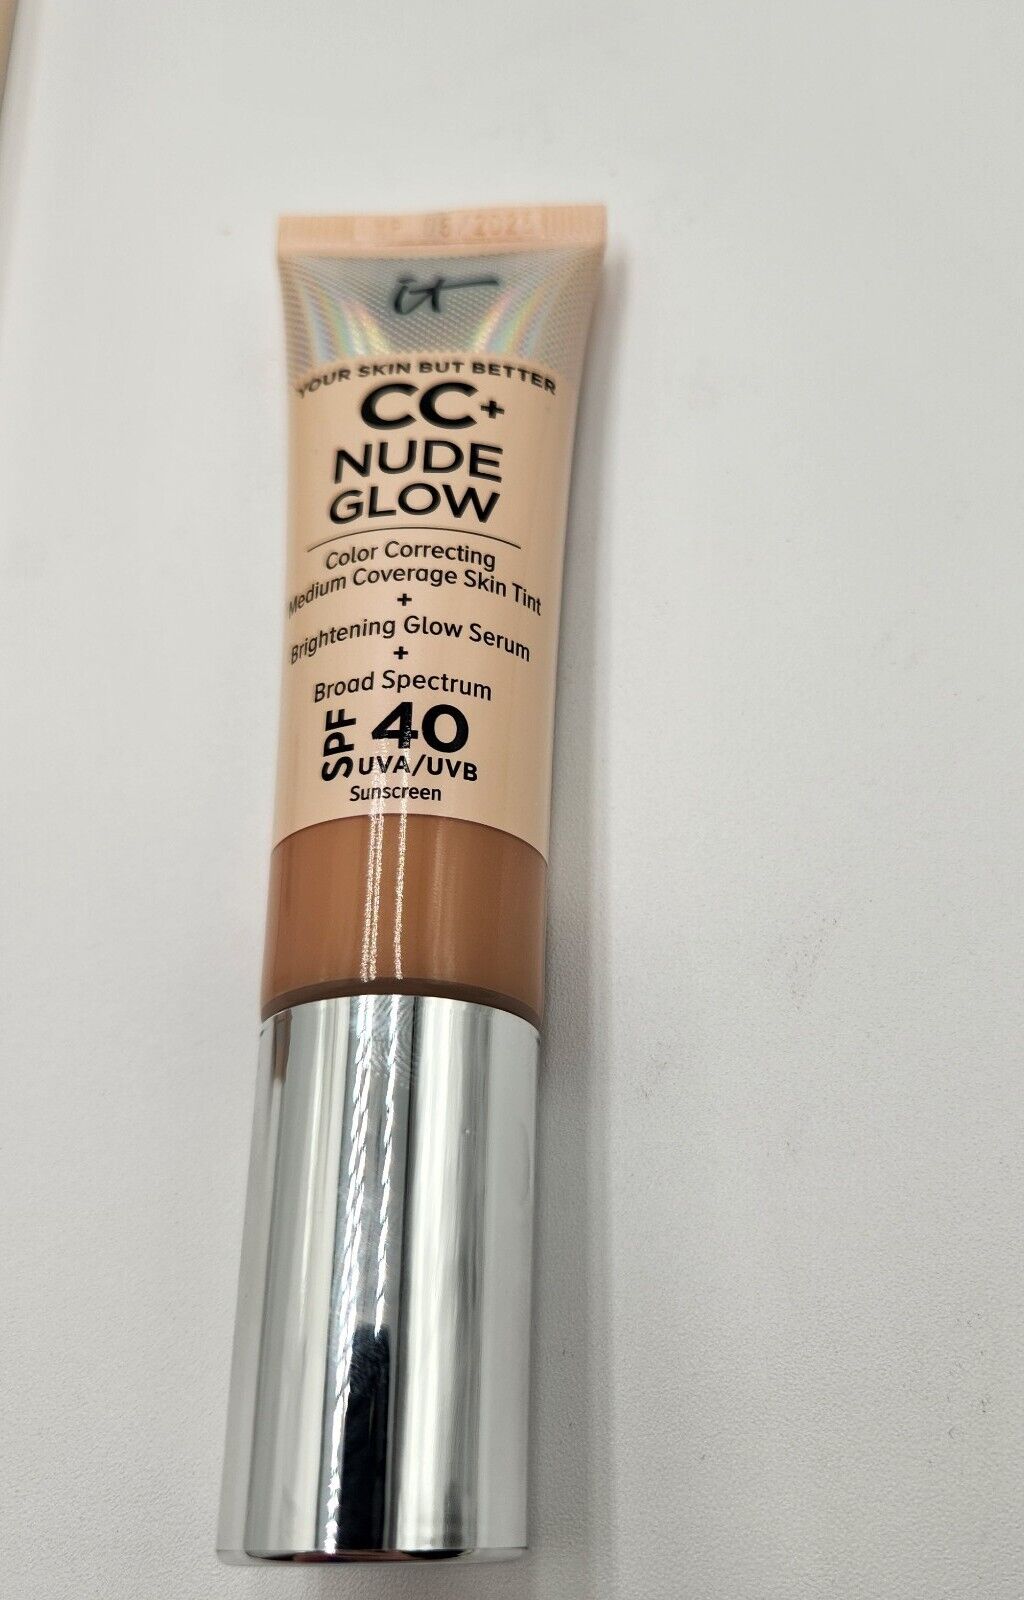 it
YOUR SKIN BUT BETTER
CC+
NUDE
GLOW
Color Correcting
Medium Coverage Skin Tint
+
Brightening Glow Serum
+
Broad Spectrum
SPF 40
UVA/UVB
Sunscreen